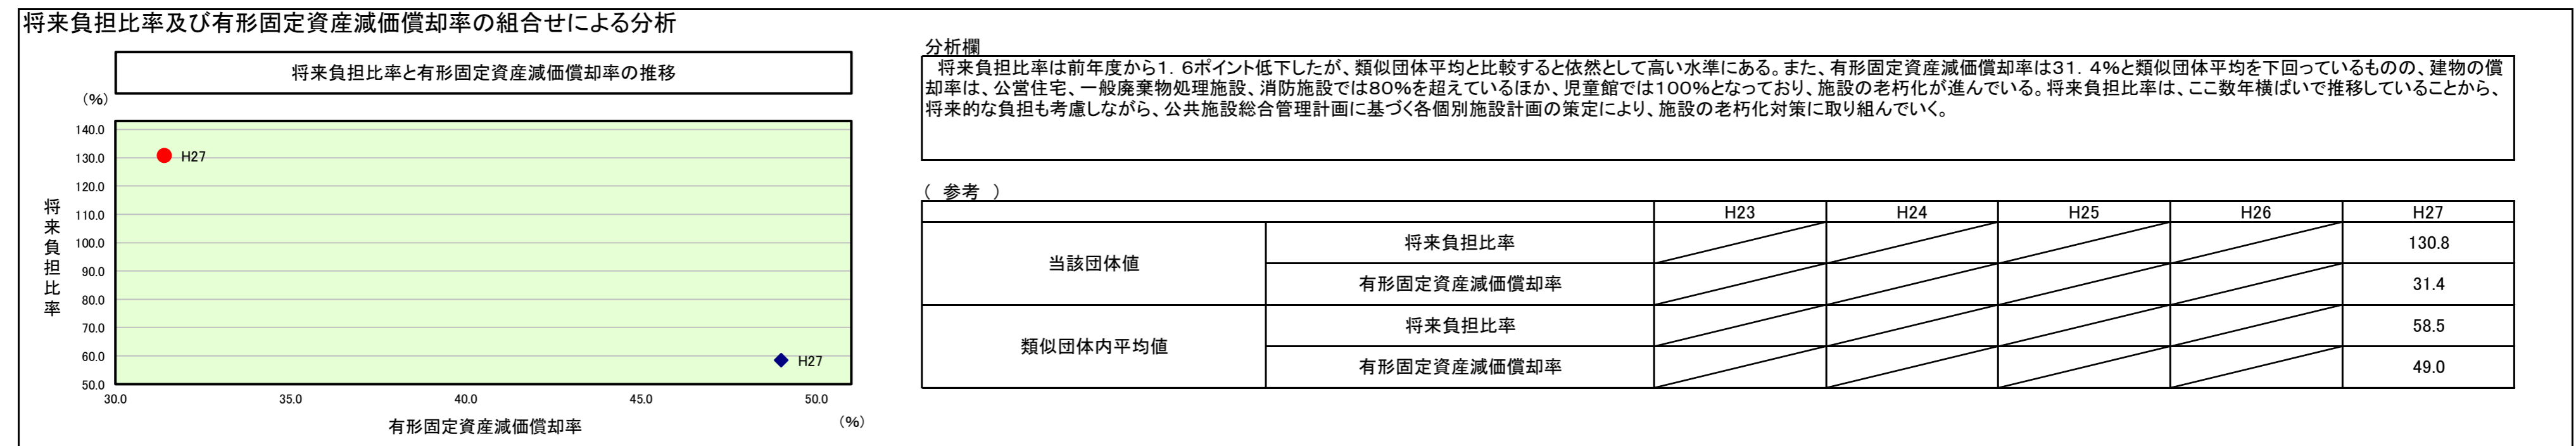 将来負担比率及び有形固定資産減価償却率の組合せによる分析
将来負担比率と有形固定資産減価償却率の推移
(%)
140.0
130.0
120.0
110.0
100.0
90.0
80.0
70.0
60.0
50.0
将来負担比率
H27
H27
30.0 35.0 40.0 45.0 50.0
有形固定資産減価償却率
(%)
分析欄
将来負担比率は前年度から1.6ポイント低下したが、類似団体平均と比較すると依然として高い水準にある。また、有形固定資産減価償却率は31.4%と類似団体平均を下回っているものの、建物の償
却率は、公営住宅、一般廃棄物処理施設、消防施設では80%を超えているほか、児童館では100%となっており、施設の老朽化が進んでいる。将来負担比率は、ここ数年横ばいで推移していることから、
将来的な負担も考慮しながら、公共施設総合管理計画に基づく各個別施設計画の策定により、施設の老朽化対策に取り組んでいく。
( 参考 )
H23 H24 H25 H26 H27
当該団体値
将来負担比率 130.8
有形固定資産減価償却率 31.4
類似団体内平均値
将来負担比率 58.5
有形固定資産減価償却率 49.0